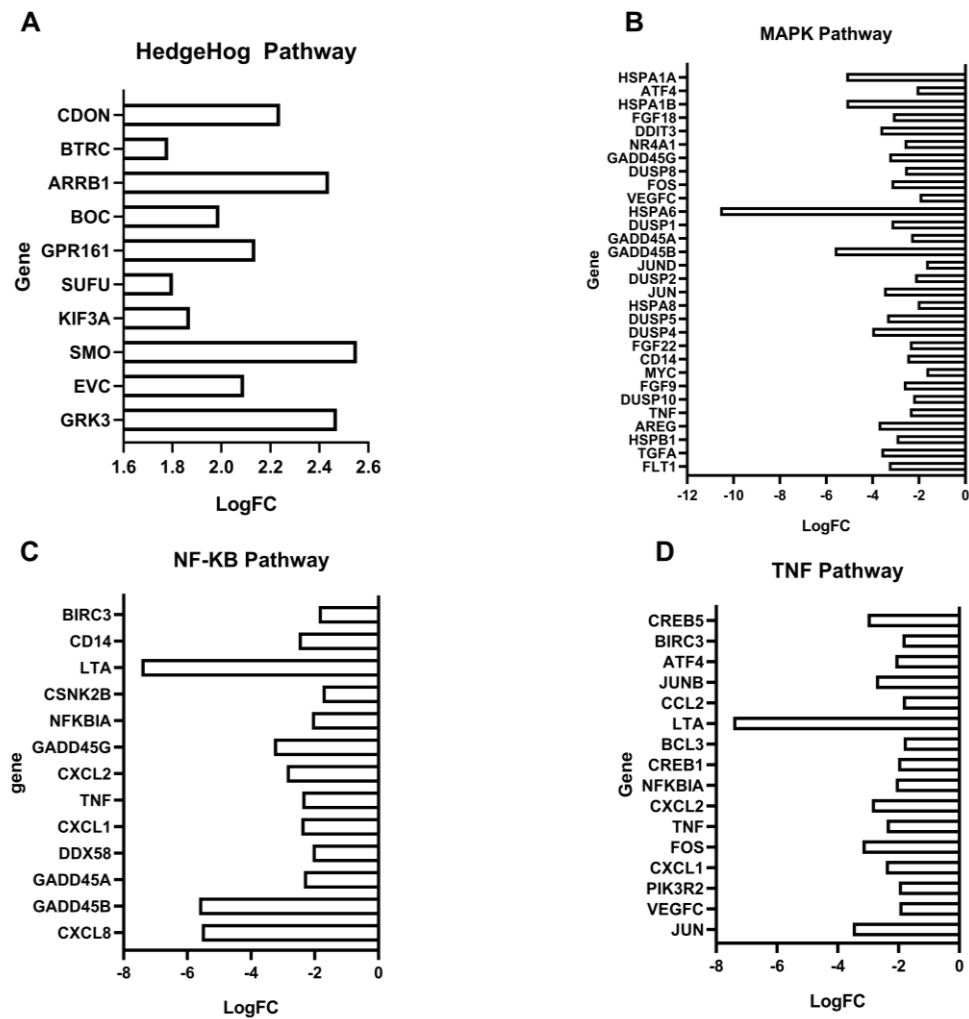 A
HedgeHog Pathway
Gene
CDON
BTRC
ARRB1
BOC
GPR161
SUFU
KIF3A
SMO
EVC
GRK3
1.6 1.8 2.0 2.2 2.4 2.6
LogFC
B
MAPK Pathway
Gene
HSPA1A
ATF4
HSPA1B
FGF18
DDIT3
NR4A1
GADD45G
DUSP8
FOS
VEGFC
HSPA6
DUSP1
GADD45A
GADD45B
JUND
DUSP2
JUN
HSPA8
DUSP5
DUSP4
FGF22
CD14
MYC
FGF9
DUSP10
TNF
AREG
HSPB1
TGFA
FLT1
-12 -10 -8 -6 -4 -2 0
LogFC
C
NF-KB Pathway
gene
BIRC3
CD14
LTA
CSNK2B
NFKBIA
GADD45G
CXCL2
TNF
CXCL1
DDX58
GADD45A
GADD45B
CXCL8
-8 -6 -4 -2 0
LogFC
D
TNF Pathway
Gene
CREB5
BIRC3
ATF4
JUNB
CCL2
LTA
BCL3
CREB1
NFKBIA
CXCL2
TNF
FOS
CXCL1
PIK3R2
VEGFC
JUN
-8 -6 -4 -2 0
LogFC